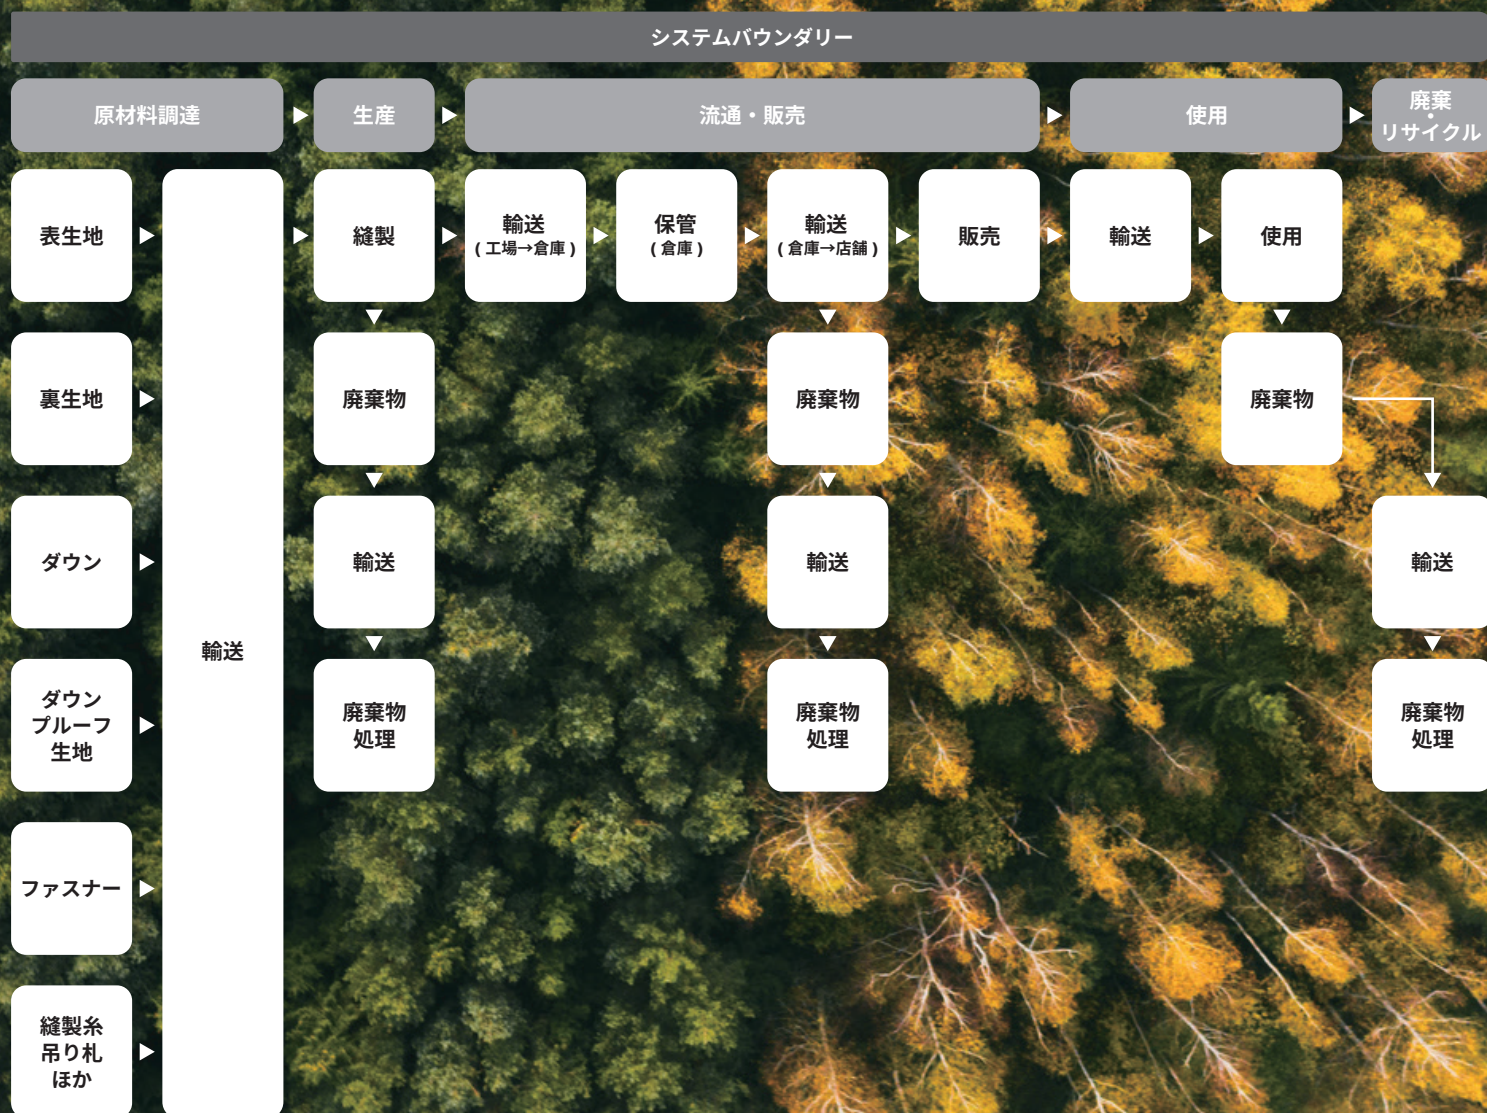 システムバウンダリー
原材料調達
生産
流通・販売
使用
廃棄
・
リサイクル
表生地
縫製
輸送
( 工場→倉庫 )
保管
( 倉庫 )
輸送
( 倉庫→店舗 )
販売
輸送
使用
裏生地
廃棄物
廃棄物
廃棄物
ダウン
輸送
輸送
輸送
輸送
ダウン
プルーフ
生地
廃棄物
処理
廃棄物
処理
廃棄物
処理
ファスナー
縫製糸
吊り札
ほか